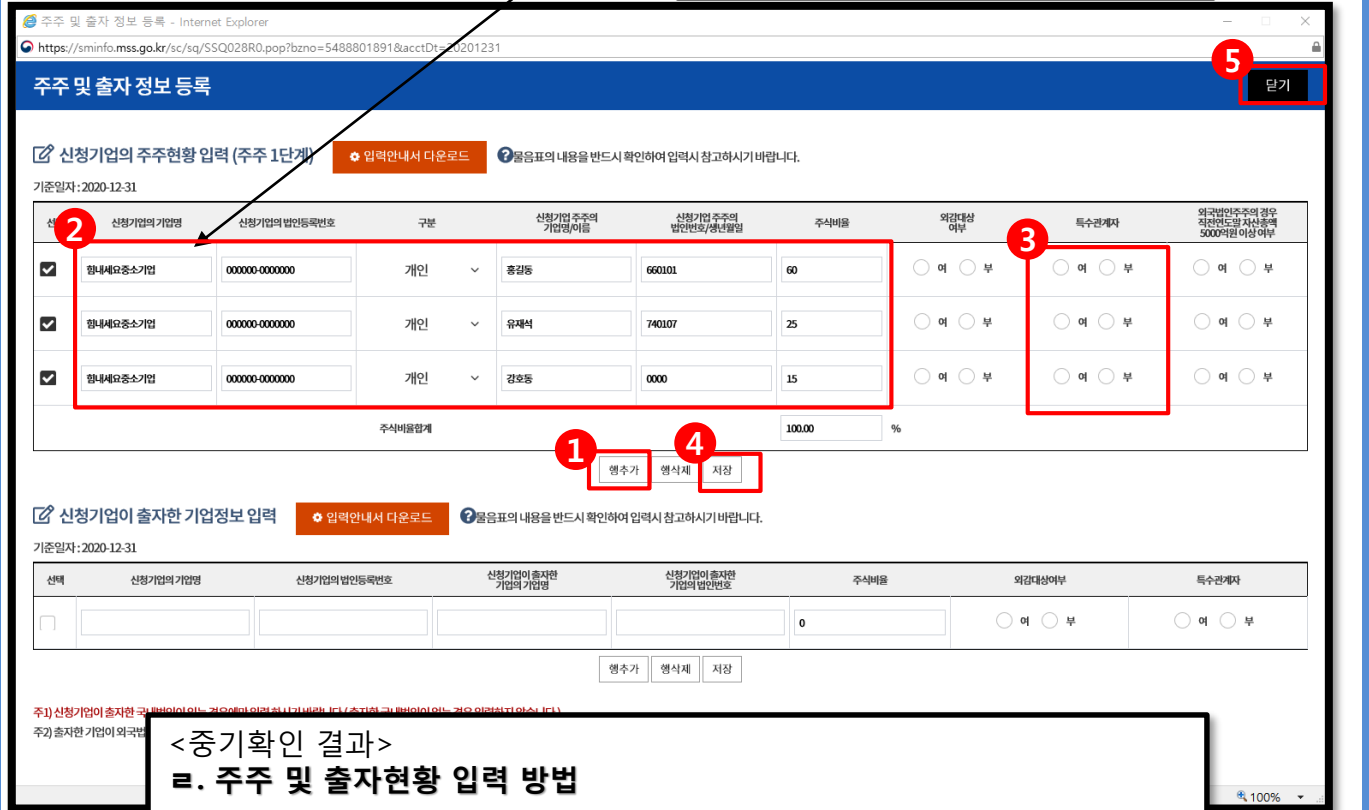 주주 및 출자 정보 등록 - Internet Explorer
https://sminfo.mss.go.kr/sc/sq/SSQ028R0.pop?bzno=5488801891&acctDt=20201231
주주 및 출자 정보 등록
5
닫기
신청기업의 주주현황 입력 (주주 1단계) 입력안내서 다운로드 ?물음표의 내용을 반드시 확인하여 입력시 참고하시기 바랍니다.
기준일자 : 2020-12-31
선 신청기업의 기업명 신청기업의 법인등록번호 구분 신청기업 주주의 기업명/이름 신청기업 주주의 법인번호/생년월일 주식비율 외감대상 여부 특수관계자 외국법인주주의 경우 직전연도말 자산총액 5000억원 이상 여부
2
3
힘내세요중소기업 000000-0000000 개인 홍길동 660101 60 여 부 여 부 여 부
힘내세요중소기업 000000-0000000 개인 유재석 740107 25 여 부 여 부 여 부
힘내세요중소기업 000000-0000000 개인 강호동 0000 15 여 부 여 부 여 부
주식비율합계 100.00 %
1 4
행추가 행삭제 저장
신청기업이 출자한 기업정보 입력 입력안내서 다운로드 ?물음표의 내용을 반드시 확인하여 입력시 참고하시기 바랍니다.
기준일자 : 2020-12-31
선택 신청기업의 기업명 신청기업의 법인등록번호 신청기업이 출자한 기업의 기업명 신청기업이 출자한 기업의 법인번호 주식비율 외감대상여부 특수관계자
0 여 부 여 부
행추가 행삭제 저장
주1) 신청기업이 출자한
주2) 출자한 기업이 외국법
<중기확인 결과>
ㄹ. 주주 및 출자현황 입력 방법
100%